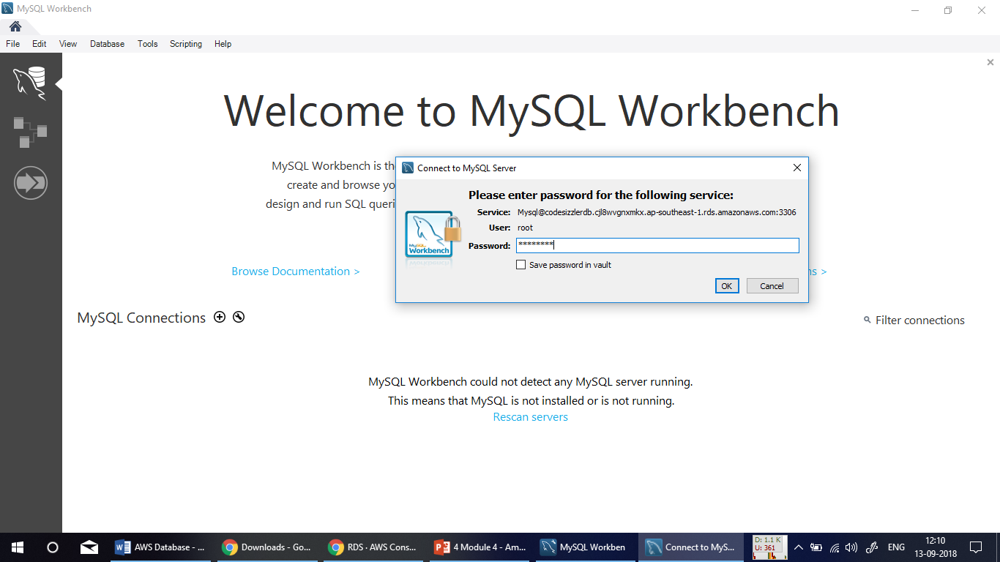 MySQL Workbench
File Edit View Database Tools Scripting Help
Welcome to MySQL Workbench
MySQL Workbench is the
create and browse yo
design and run SQL queri
Connect to MySQL Server
Please enter password for the following service:
Service: Mysql@codesizzlerdb.cjl8wvgnxmkx.ap-southeast-1.rds.amazonaws.com:3306
User: root
MySQL
Workbench
Password: ********
Save password in vault
OK Cancel
Browse Documentation >
ns >
MySQL Connections
Filter connections
MySQL Workbench could not detect any MySQL server running.
This means that MySQL is not installed or is not running.
Rescan servers
AWS Database - ...
Downloads - Go...
RDS · AWS Cons...
4 Module 4 - Am...
MySQL Workben
Connect to MyS...
D: 1.1 K
U: 361
ENG
12:10
13-09-2018